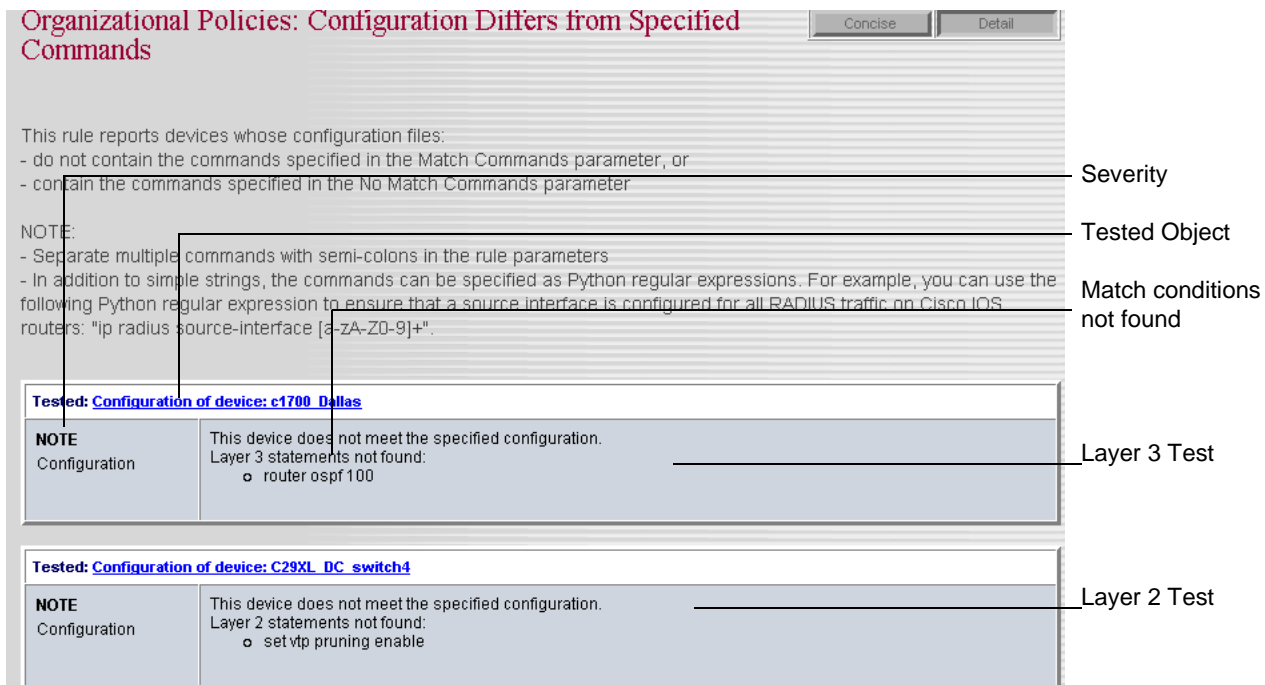 Organizational Policies: Configuration Differs from Specified
Commands
Concise
Detail
This rule reports devices whose configuration files:
- do not contain the commands specified in the Match Commands parameter, or
- contain the commands specified in the No Match Commands parameter
NOTE:
- Separate multiple commands with semi-colons in the rule parameters
- In addition to simple strings, the commands can be specified as Python regular expressions. For example, you can use the
following Python regular expression to ensure that a source interface is configured for all RADIUS traffic on Cisco IOS
routers: "ip radius source-interface [a-zA-Z0-9]+".
Severity
Tested Object
Match conditions
not found
Tested: Configuration of device: c1700_Dallas
NOTE
Configuration
This device does not meet the specified configuration.
Layer 3 statements not found:
o router ospf 100
Layer 3 Test
Tested: Configuration of device: C29XL_DC_switch4
NOTE
Configuration
This device does not meet the specified configuration.
Layer 2 statements not found:
o set vtp pruning enable
Layer 2 Test